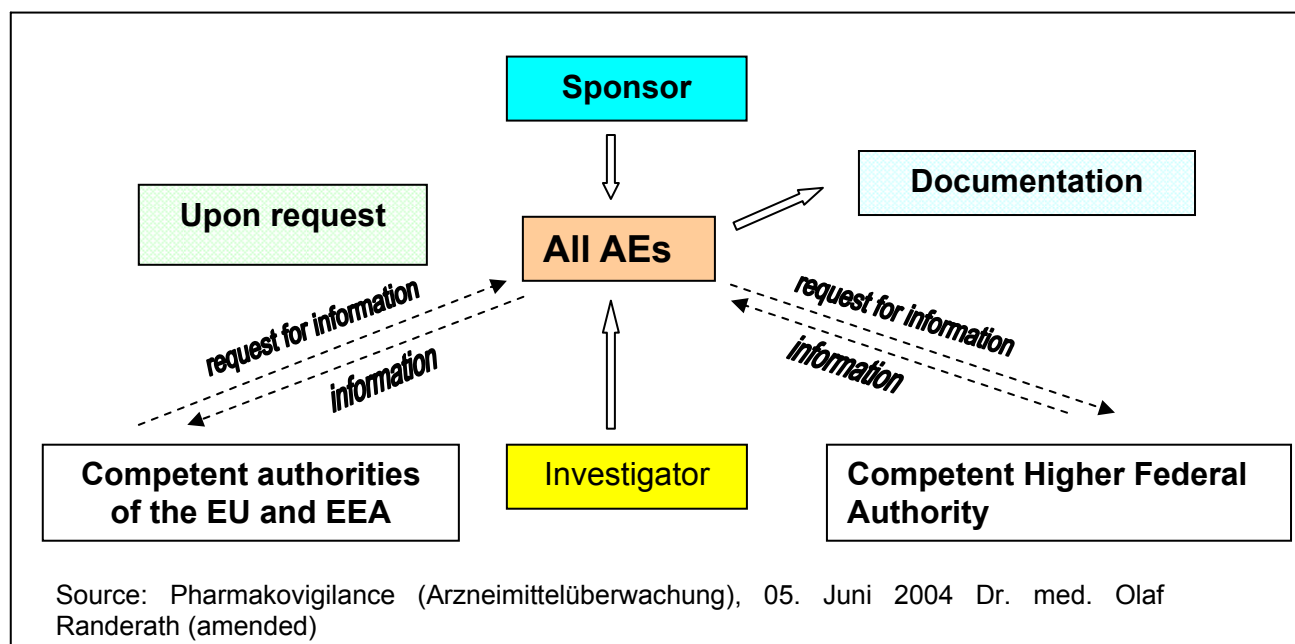 Sponsor
Documentation
Upon request
All AEs
request for information
information
request for information
information
Competent authorities
of the EU and EEA
Investigator
Competent Higher Federal
Authority
Source: Pharmakovigilance (Arzneimittelüberwachung), 05. Juni 2004 Dr. med. Olaf
Randerath (amended)